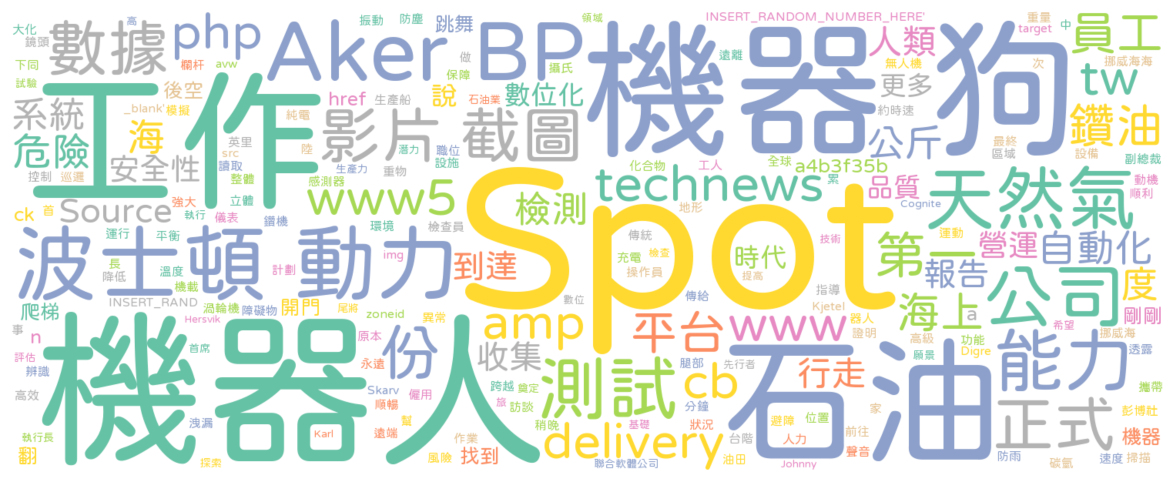 大化 高 振動 防塵 跳舞 領域 INSERT_RANDOM_NUMBER_HERE' 重量 中
鏡頭 數據 php Aker BP 做 遠離 人類 target 員工
下同 欄杆 avw 保障 攝氏 機器 狗 無人機 次 挪威海海
試驗 工作 後空 href 生產船 石油業 數位化 更多 tw
系統 _blank' 模擬 說 純電 影片 截圖 約時速 公斤 最終 鑽油
海 英里 職位 潛力 設施 區域 設備 副總裁
危險 安全性 src 陸 生產力 重物 化合物 工人 全球 a4b3f35b 動機
控制 巡邏 讀取 整體 感測器 www5 technews 累 品質 天然氣 順利
ck 首 Source 立體 強大 執行 儀表 鑽機 環境 檢查員 檢測 地形 Cognite
運行 平衡 波士頓 動力 Spot 傳統 時代 技術 運動 第一 營運 自動化
長 降低 溫度 機載 計劃 img 到達 充電 檢查 操作員 提高 報告 公司 度
INSERT_RAND 渦輪機 障礙物 開門 尾將 zoneid 數位 傳給 指導 海上 a 剛剛
爬梯 事 n Hersvik 異常 amp 平台 www Kjetel 器人 證明 高級 功能 希望 挪威海
評估 辨識 首席 機器人 原本 份 收集 腿部 先行者 石油 願景 Digre 透露 能力
高效 永遠 Skarv 僱用 跨越 奠定 測試 cb 行走 攜帶
洩漏 順暢 幫 訪談 旅 分鐘 位置 家 正式 彭博社
執行長 Karl 遠端 稍晚 基礎 狀況 台階 避障 前往 機器
翻 探索 作業 風險 找到 delivery 人力 聲音 防雨 速度 掃描
聯合軟體公司 油田 Johnny 碳氫